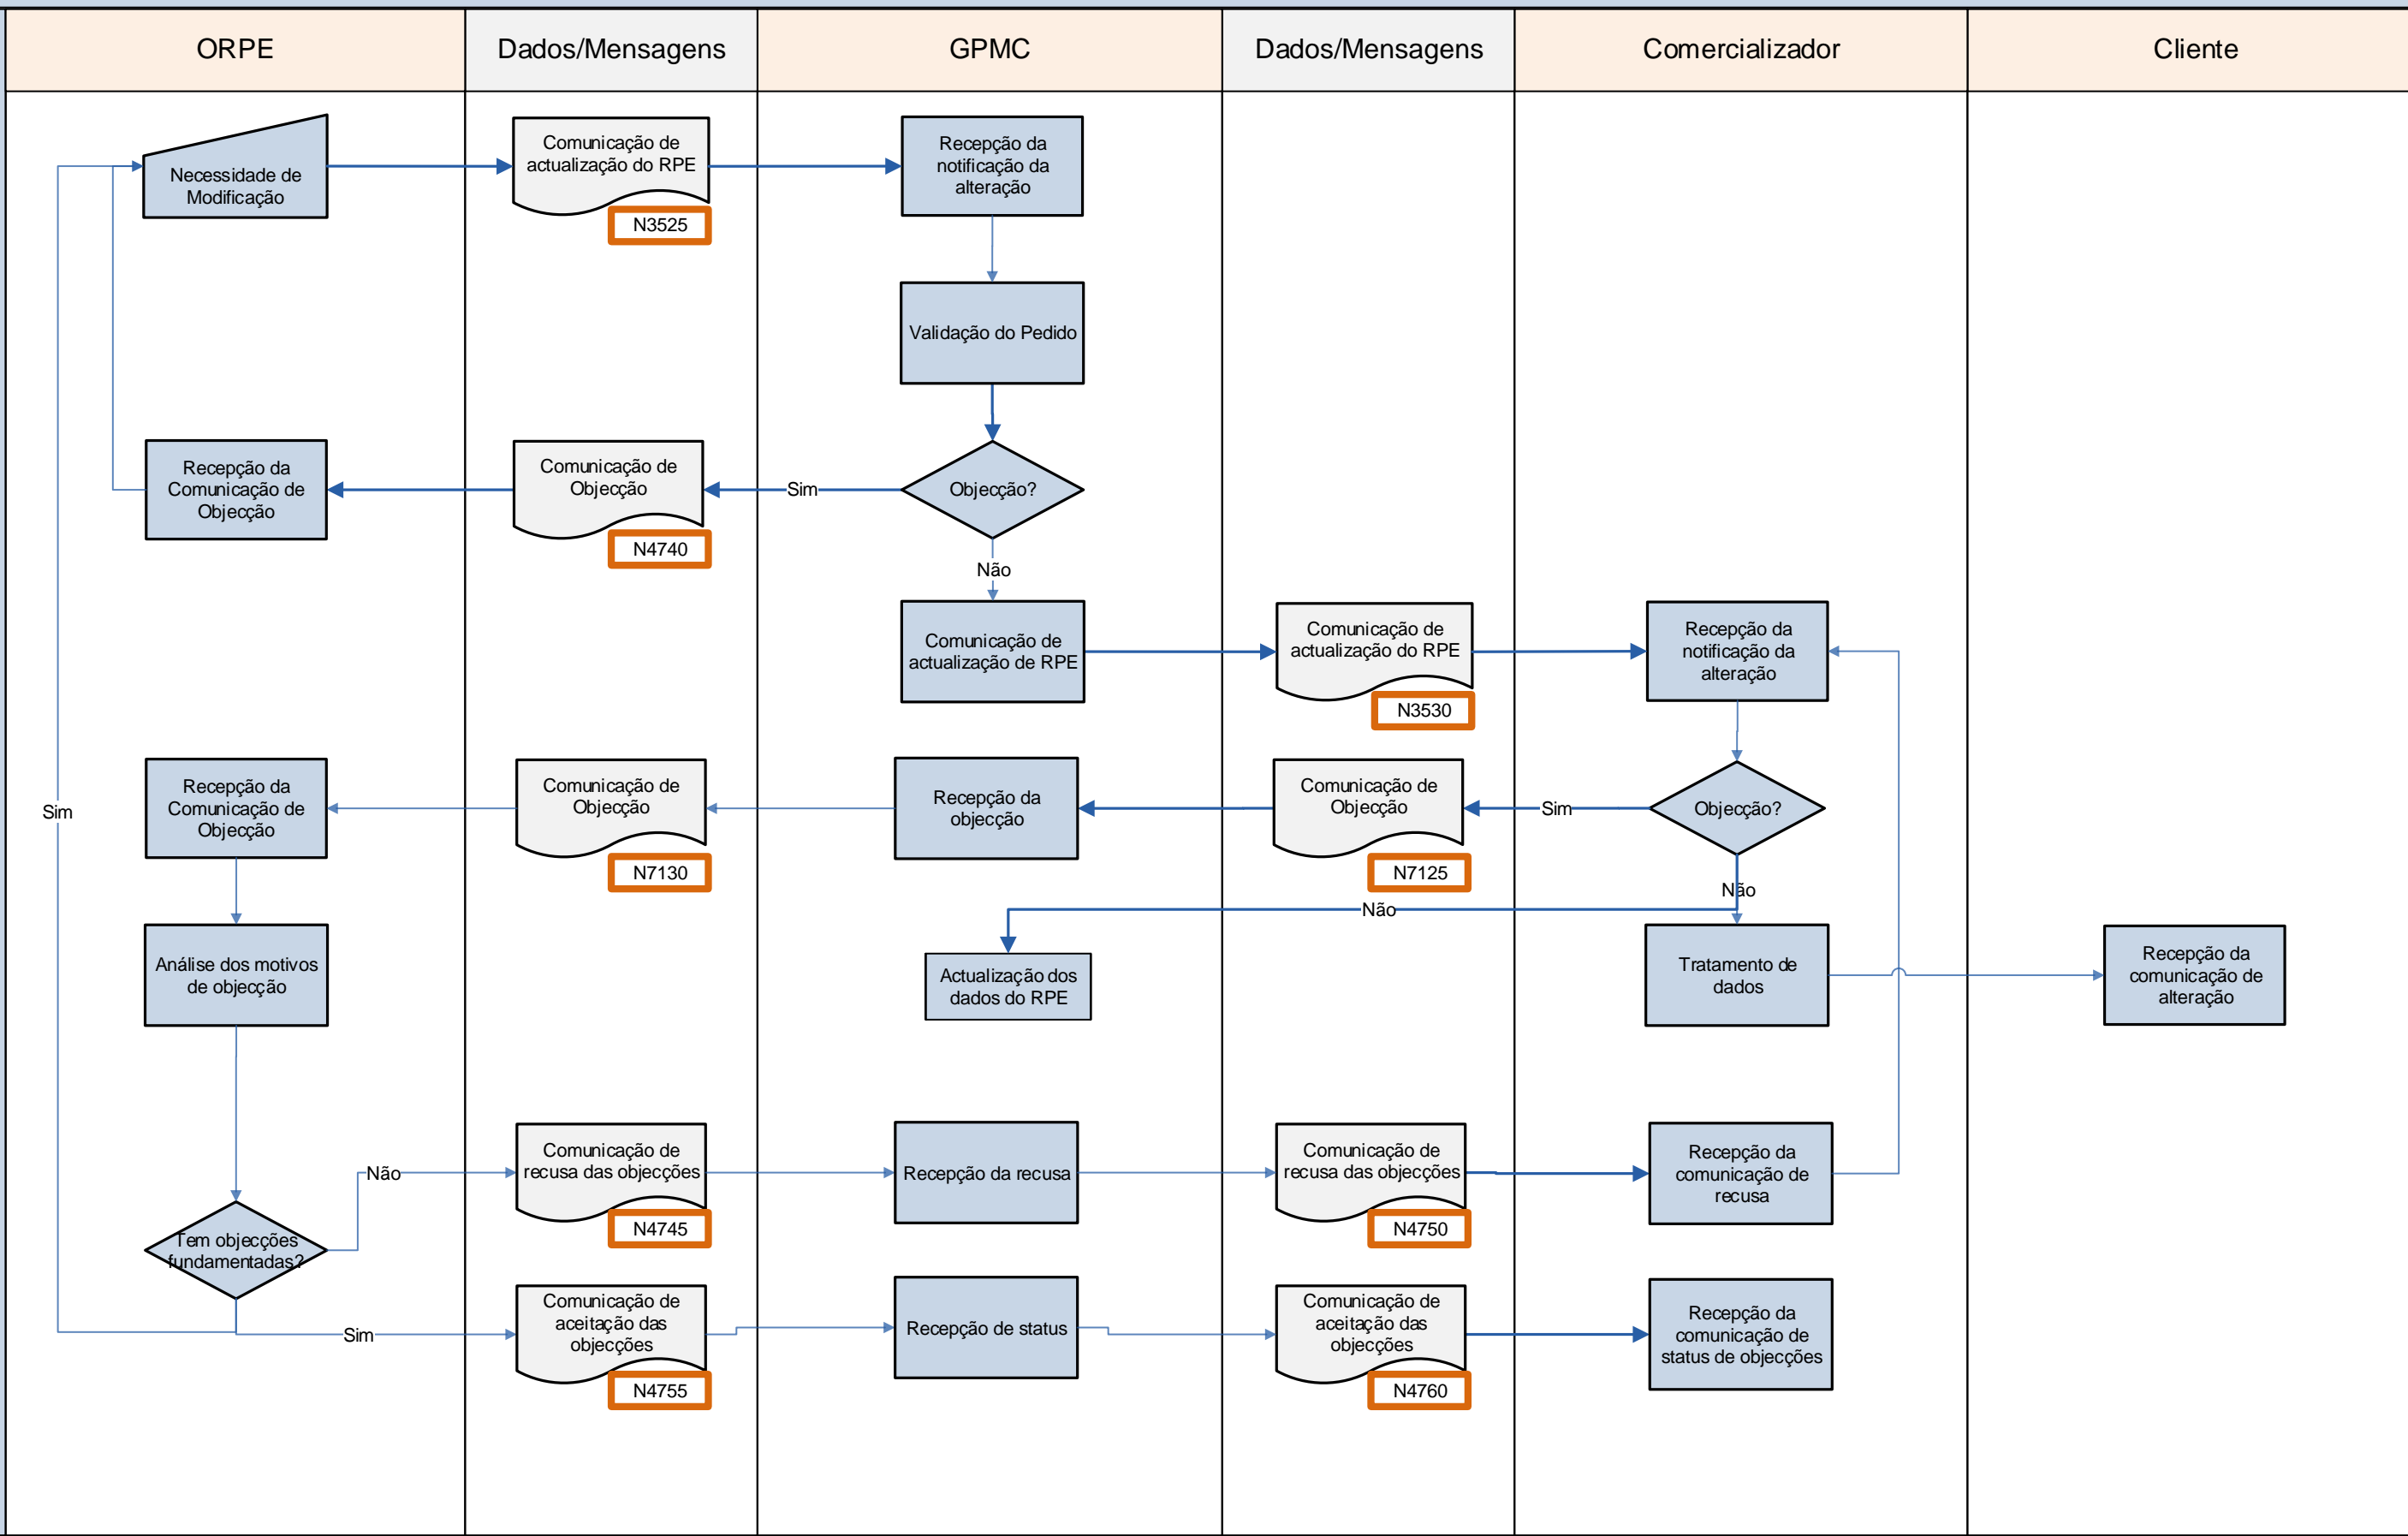 ORPE
Dados/Mensagens
GPMC
Dados/Mensagens
Comercializador
Cliente
Necessidade de
Modificação
Comunicação de
actualização do RPE
N3525
Recepção da
notificação da
alteração
Validação do Pedido
Recepção da
Comunicação de
Objecção
Comunicação de
Objecção
N4740
Sim
Objecção?
Não
Comunicação de
actualização de RPE
Comunicação de
actualização do RPE
N3530
Recepção da
notificação da
alteração
Sim
Recepção da
Comunicação de
Objecção
Comunicação de
Objecção
N7130
Recepção da
objecção
Comunicação de
Objecção
N7125
Sim
Objecção?
Não
Não
Análise dos motivos
de objecção
Actualização dos
dados do RPE
Tratamento de
dados
Recepção da
comunicação de
alteração
Tem objecções
fundamentadas?
Não
Comunicação de
recusa das objecções
N4745
Recepção da recusa
Comunicação de
recusa das objecções
N4750
Recepção da
comunicação de
recusa
Sim
Comunicação de
aceitação das
objecções
N4755
Recepção de status
Comunicação de
aceitação das
objecções
N4760
Recepção da
comunicação de
status de objecções